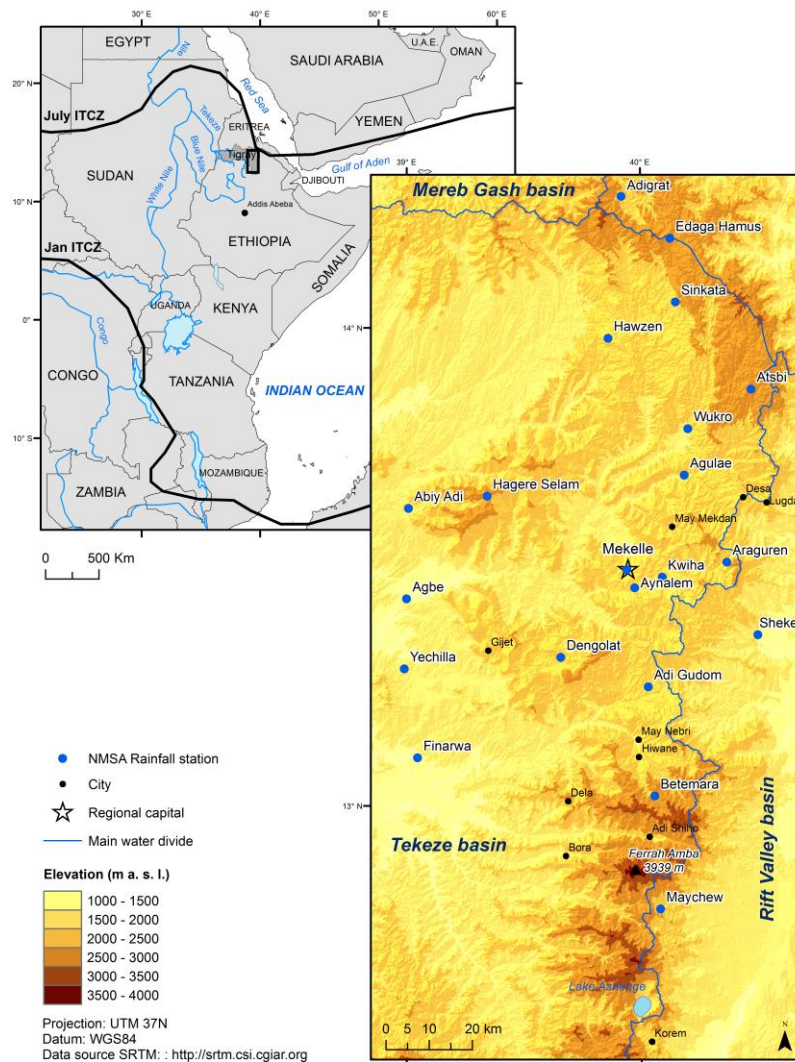 30°E
40°E
50°E
60°E
EGYPT
Nile
SAUDI ARABIA
U.A.E.
OMAN
20°N
Red Sea
July ITCZ
Tekeze
ERITREA
YEMEN
Tigray
Blue Nile
SUDAN
White Nile
Gulf of Aden
DJIBOUTI
10°N
Addis Abeba
ETHIOPIA
Jan ITCZ
SOMALIA
UGANDA
KENYA
0°
Congo
CONGO
TANZANIA
INDIAN OCEAN
10°S
MOZAMBIQUE
ZAMBIA
0 500 Km
39°E
40°E
Mereb Gash basin
Adigrat
Edaga Hamus
Sinkata
14°N
Hawzen
Atsbi
Wukro
Agulae
Hagere Selam
Desa
Lugda
Abiy Adi
May Mekdan
Mekelle
Araguren
Kwiha
Aynalem
Agbe
Sheket
Gijet
Dengolat
Yechilla
Adi Gudom
May Nebri
Hiwane
Finarwa
Betemara
Dela
13°N
Adi Shiho
Tekeze basin
Bora
Ferrah Amba
3939 m
Rift Valley basin
Maychew
Lake Ashenge
Korem
0 10 20 km
N
NMSA Rainfall station
City
Regional capital
Main water divide
Elevation (m a. s. l.)
1000 - 1500
1500 - 2000
2000 - 2500
2500 - 3000
3000 - 3500
3500 - 4000
Projection: UTM 37N
Datum: WGS84
Data source SRTM: : http://srtm.csi.cgiar.org